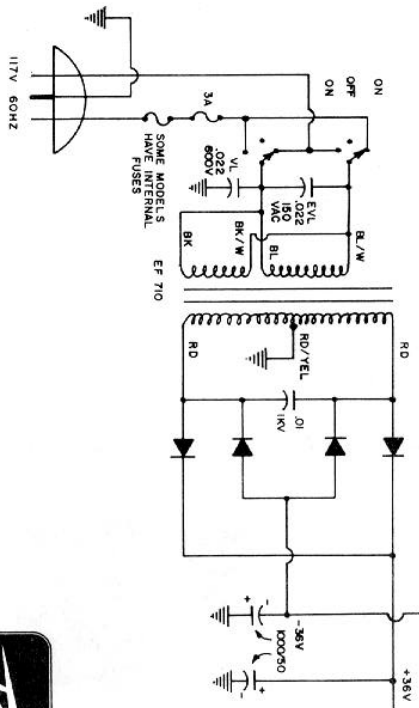 117V 60HZ
3A
SOME MODELS
HAVE INTERNAL
FUSES
ON
OFF
ON
VL
.022
600V
EVL
.022
150
VAC
BL/W
BL
BK/W
BK
EF 710
RD
RD/YEL
RD
.01
1KV
+
-
-36V
1000/50
+36V
+
-